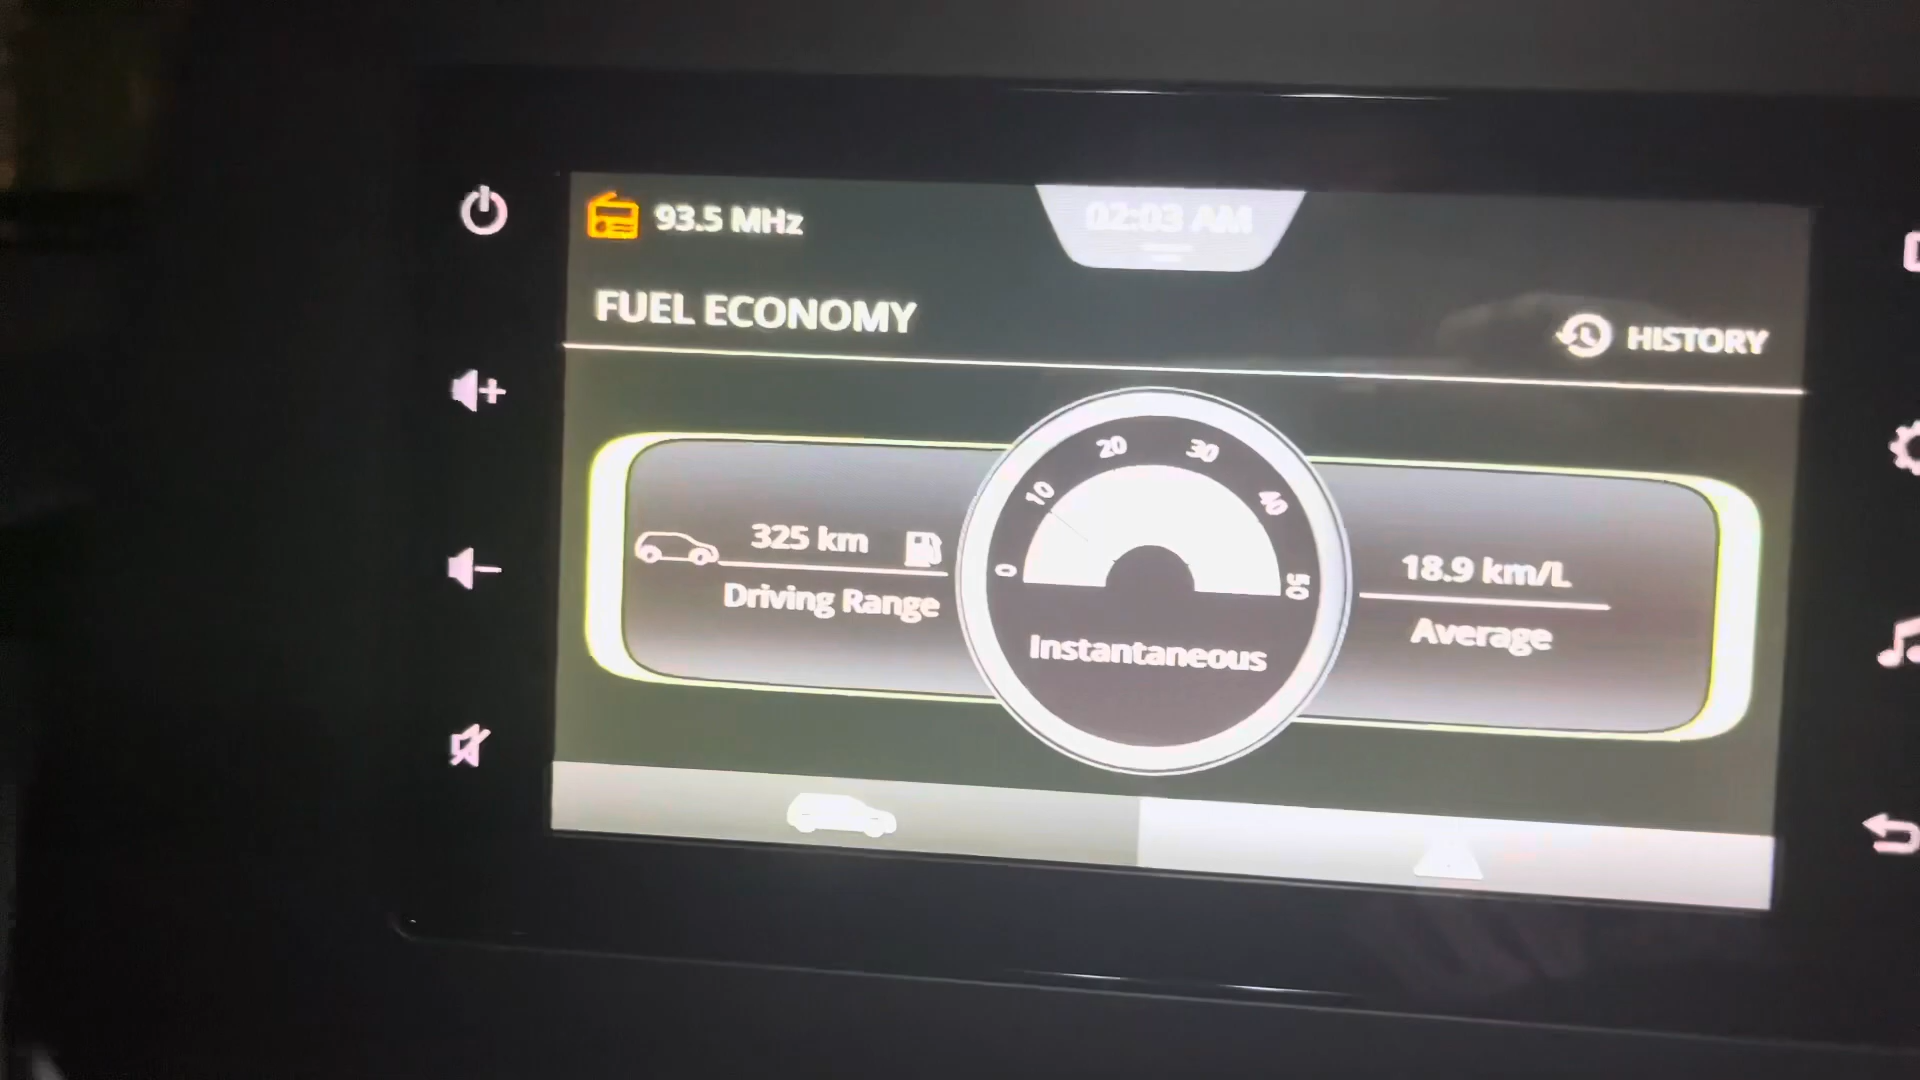 93.5 MHz
02:03 AM
FUEL ECONOMY
HISTORY
325 km
Driving Range
0
10
20
30
40
50
Instantaneous
18.9 km/L
Average